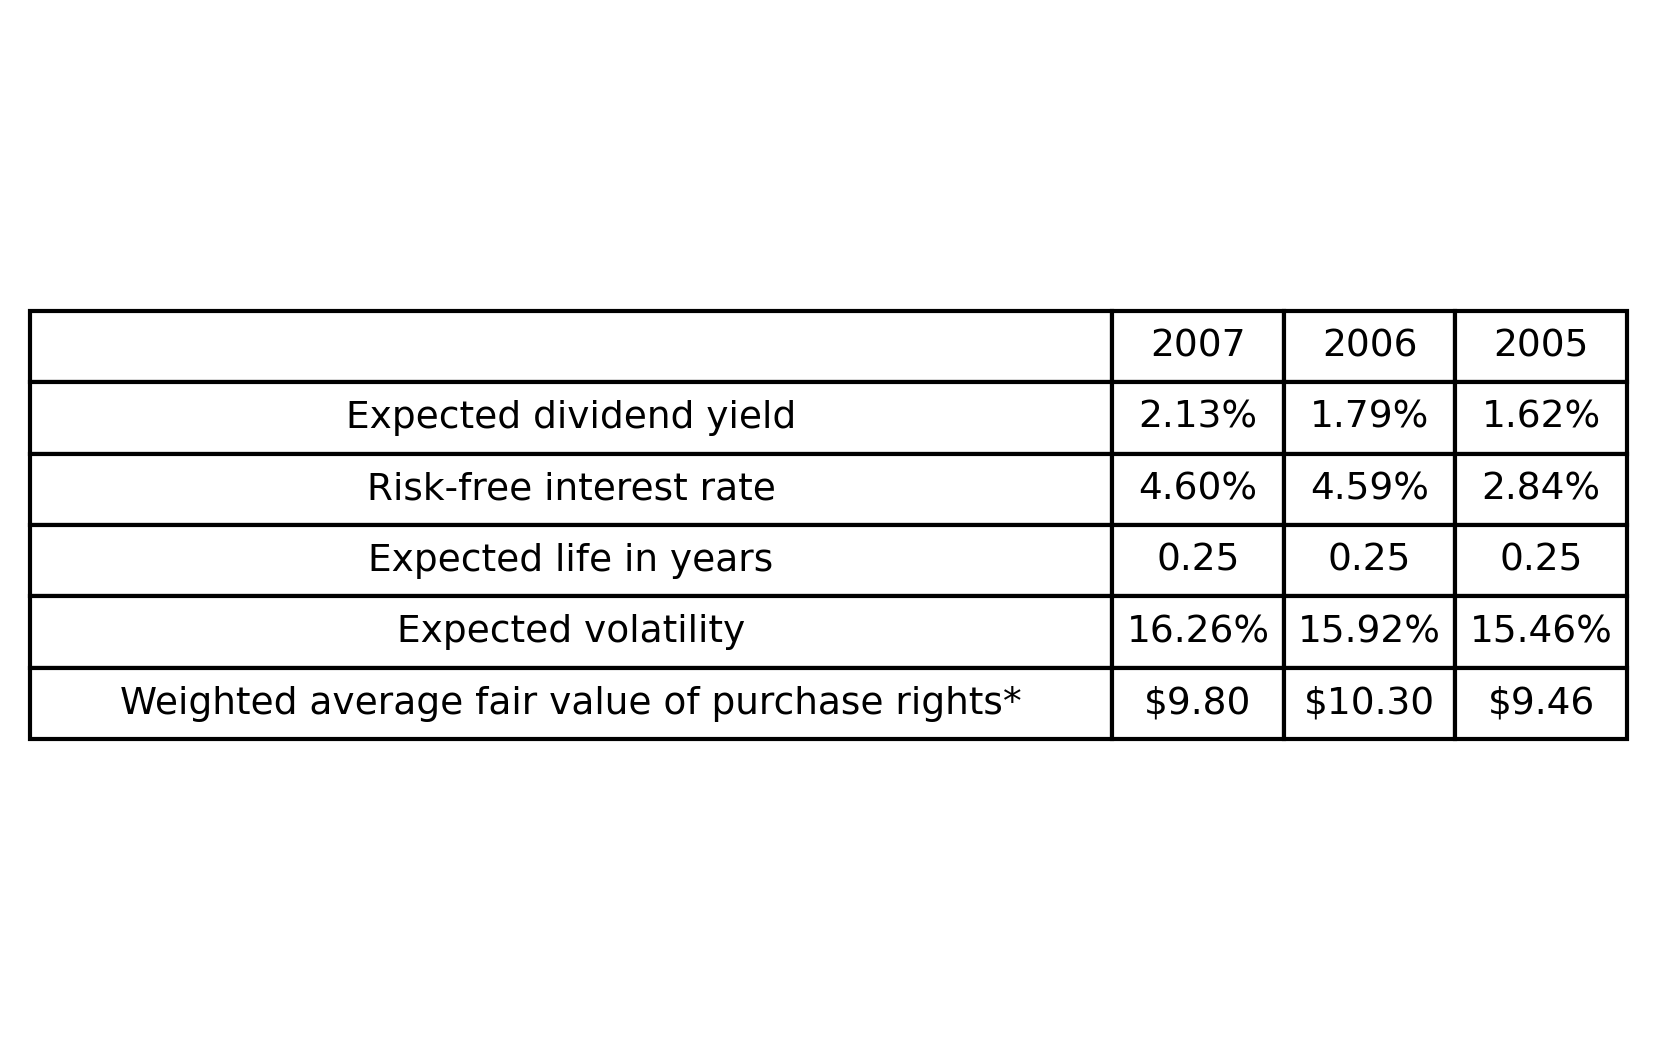 2007 2006 2005
Expected dividend yield 2.13% 1.79% 1.62%
Risk-free interest rate 4.60% 4.59% 2.84%
Expected life in years 0.25 0.25 0.25
Expected volatility 16.26% 15.92% 15.46%
Weighted average fair value of purchase rights* $9.80 $10.30 $9.46